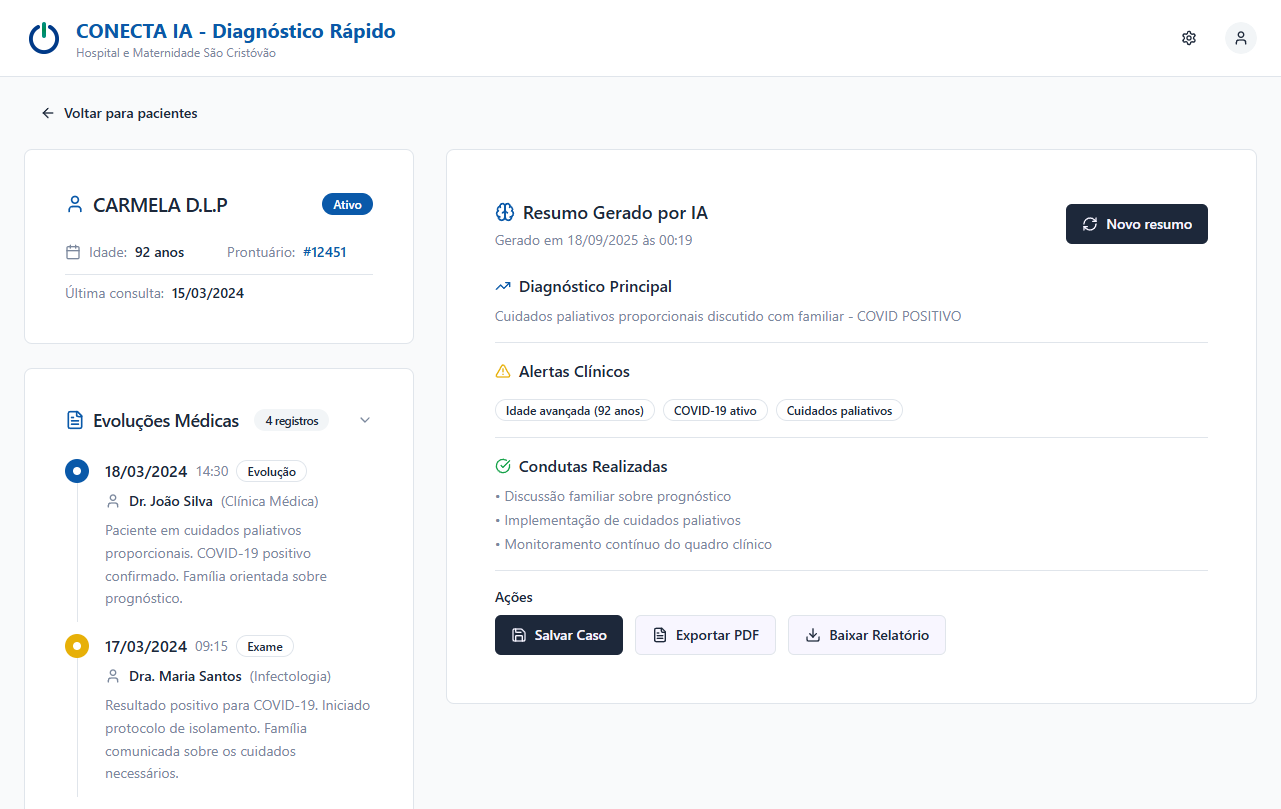 CONECTA IA - Diagnóstico Rápido
Hospital e Maternidade São Cristóvão
Voltar para pacientes
CARMELA D.L.P
Ativo
Idade: 92 anos
Prontuário: #12451
Última consulta: 15/03/2024
Evoluções Médicas
4 registros
18/03/2024 14:30 Evolução
Dr. João Silva (Clínica Médica)
Paciente em cuidados paliativos
proporcionais. COVID-19 positivo
confirmado. Família orientada sobre
prognóstico.
17/03/2024 09:15 Exame
Dra. Maria Santos (Infectologia)
Resultado positivo para COVID-19. Iniciado
protocolo de isolamento. Família
comunicada sobre os cuidados
necessários.
Resumo Gerado por IA
Gerado em 18/09/2025 às 00:19
Novo resumo
Diagnóstico Principal
Cuidados paliativos proporcionais discutido com familiar - COVID POSITIVO
Alertas Clínicos
Idade avançada (92 anos)
COVID-19 ativo
Cuidados paliativos
Condutas Realizadas
• Discussão familiar sobre prognóstico
• Implementação de cuidados paliativos
• Monitoramento contínuo do quadro clínico
Ações
Salvar Caso
Exportar PDF
Baixar Relatório